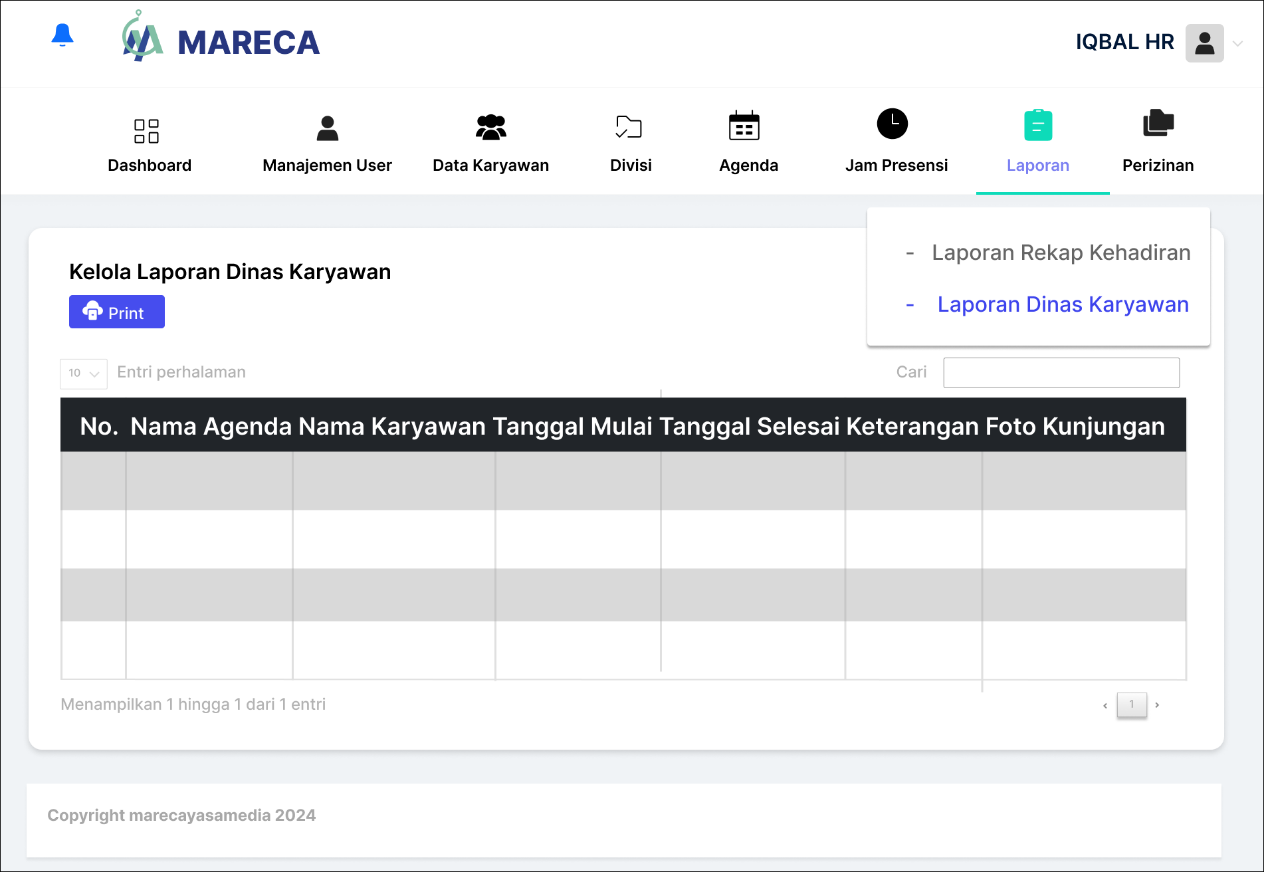 MARECA
IQBAL HR
Dashboard
Manajemen User
Data Karyawan
Divisi
Agenda
Jam Presensi
Laporan
Perizinan
- Laporan Rekap Kehadiran
- Laporan Dinas Karyawan
Kelola Laporan Dinas Karyawan
Print
10
Entri perhalaman
Cari
No. Nama Agenda Nama Karyawan Tanggal Mulai Tanggal Selesai Keterangan Foto Kunjungan
Menampilkan 1 hingga 1 dari 1 entri
‹ 1 ›
Copyright marecayasamedia 2024